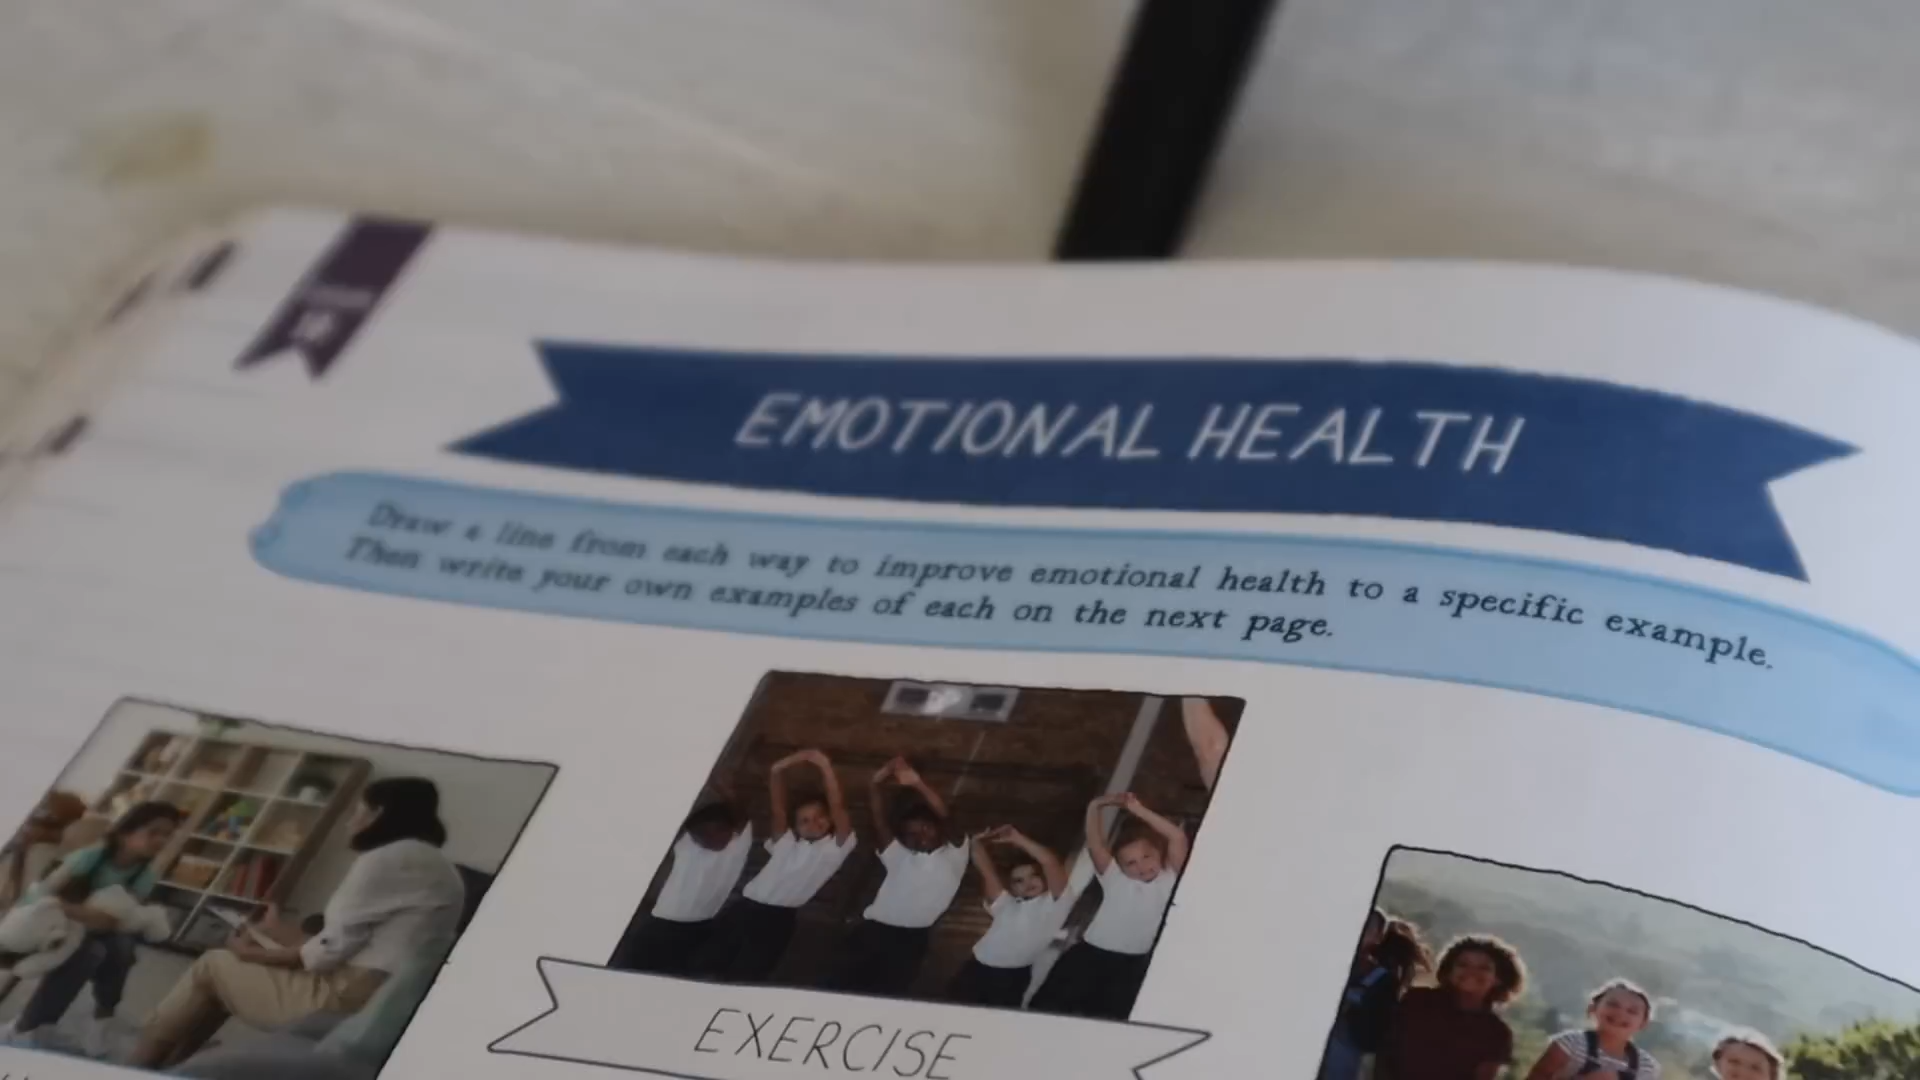 EMOTIONAL HEALTH
Draw a line from each way to improve emotional health to a specific example.
Then write your own examples of each on the next page.
EXERCISE